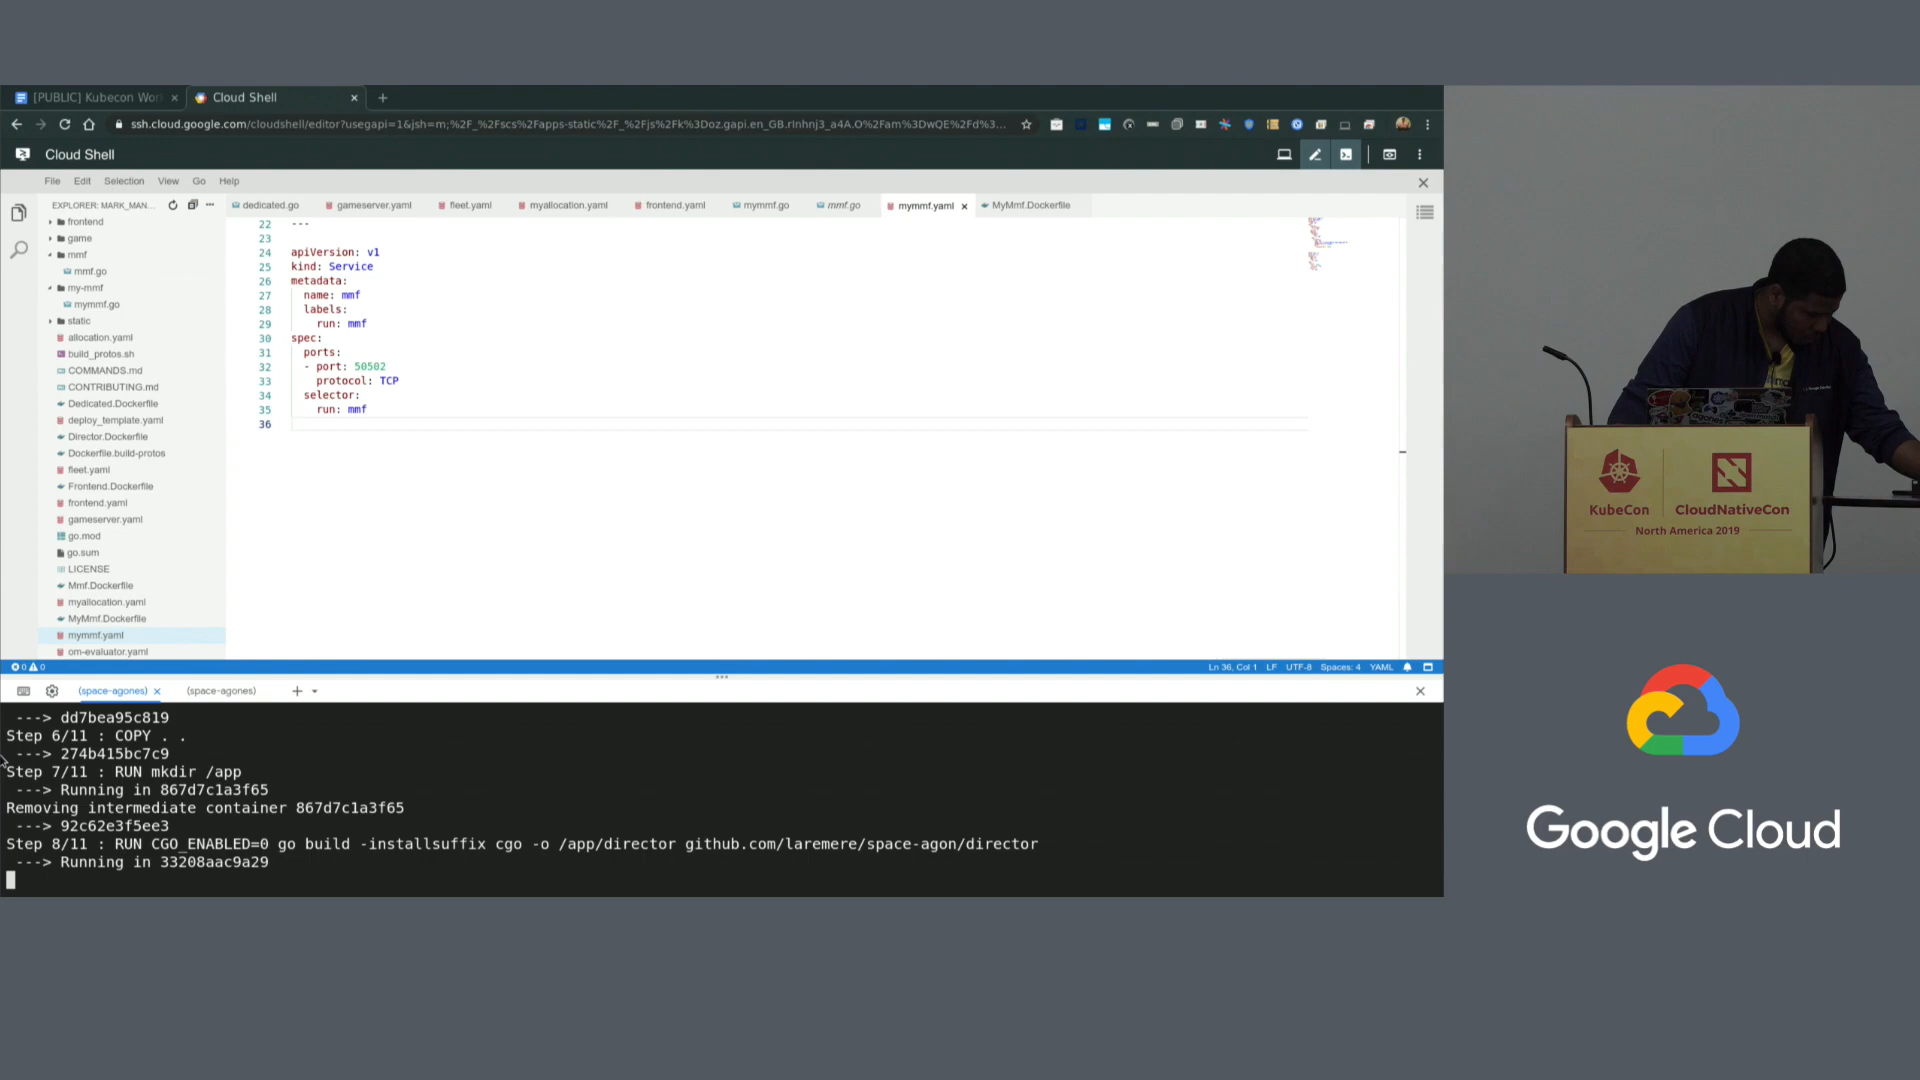 [PUBLIC] Kubecon Wor
Cloud Shell
ssh.cloud.google.com/cloudshell/editor?usegapi=1&jsh=m;%2F_%2Fscs%2Fapps-static%2F_%2Fjs%2Fk%3Doz.gapi.en_GB.rInhnj3_a4A.O%2Fam%3DwQE%2Fd%3...
Cloud Shell
File Edit Selection View Go Help
EXPLORER: MARK_MAN...
dedicated.go gameserver.yaml fleet.yaml myallocation.yaml frontend.yaml mymmf.go mmf.go mymmf.yaml MyMmf.Dockerfile
frontend
game
mmf
mmf.go
my-mmf
mymmf.go
static
allocation.yaml
build_protos.sh
COMMANDS.md
CONTRIBUTING.md
Dedicated.Dockerfile
deploy_template.yaml
Director.Dockerfile
Dockerfile.build-protos
fleet.yaml
Frontend.Dockerfile
frontend.yaml
gameserver.yaml
go.mod
go.sum
LICENSE
Mmf.Dockerfile
myallocation.yaml
MyMmf.Dockerfile
mymmf.yaml
om-evaluator.yaml
22 ---
23
24 apiVersion: v1
25 kind: Service
26 metadata:
27 name: mmf
28 labels:
29 run: mmf
30 spec:
31 ports:
32 - port: 50502
33 protocol: TCP
34 selector:
35 run: mmf
36
0 0
Ln 36, Col 1 LF UTF-8 Spaces: 4 YAML
(space-agones) (space-agones)
---> dd7bea95c819
Step 6/11 : COPY . .
---> 274b415bc7c9
Step 7/11 : RUN mkdir /app
---> Running in 867d7c1a3f65
Removing intermediate container 867d7c1a3f65
---> 92c62e3f5ee3
Step 8/11 : RUN CGO_ENABLED=0 go build -installsuffix cgo -o /app/director github.com/laremere/space-agon/director
---> Running in 33208aac9a29
KubeCon CloudNativeCon
North America 2019
Google Cloud